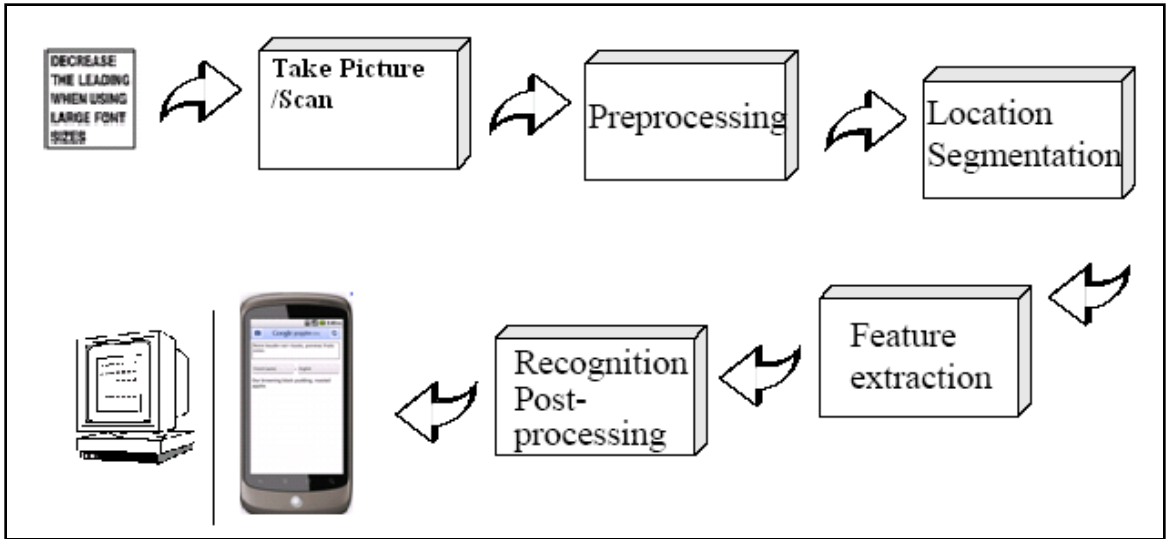 DECREASE
THE LEADING
WHEN USING
LARGE FONT
SIZES
Take Picture
/Scan
Preprocessing
Location
Segmentation
Feature
extraction
Recognition
Post-
processing